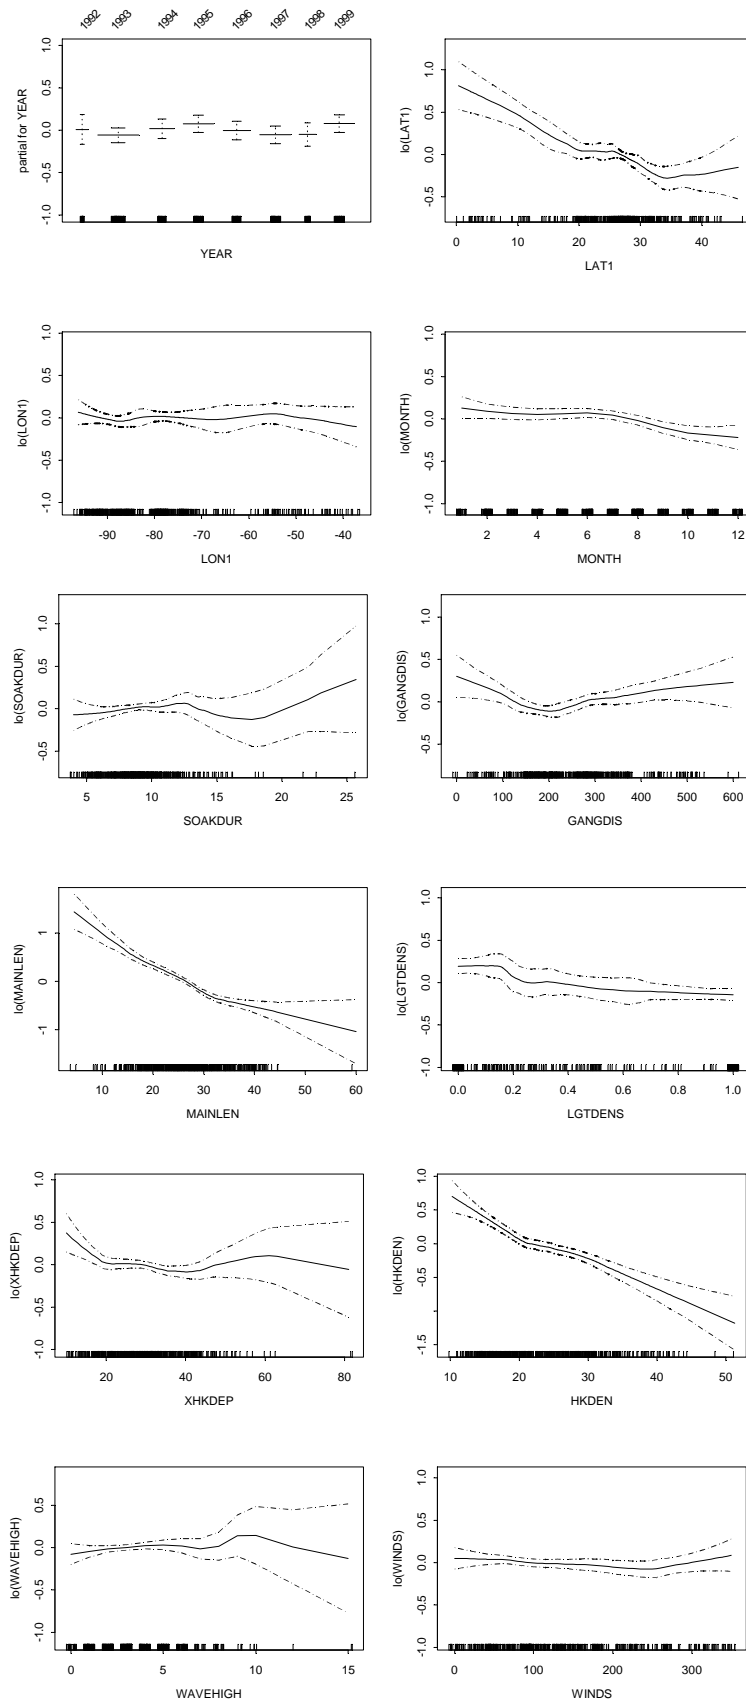 1992 1993 1994 1995 1996 1997 1998 1999
partial for YEAR
1.0
0.5
0.0
-0.5
-1.0
YEAR
lo(LAT1)
1.0
0.5
0.0
-0.5
0 10 20 30 40
LAT1
lo(LON1)
1.0
0.5
0.0
-0.5
-1.0
-90 -80 -70 -60 -50 -40
LON1
lo(MONTH)
1.0
0.5
0.0
-0.5
-1.0
2 4 6 8 10 12
MONTH
lo(SOAKDUR)
1.0
0.5
0.0
-0.5
5 10 15 20 25
SOAKDUR
lo(GANGDIS)
1.0
0.5
0.0
-0.5
0 100 200 300 400 500 600
GANGDIS
lo(MAINLEN)
1
0
-1
10 20 30 40 50 60
MAINLEN
lo(LGTDENS)
1.0
0.5
0.0
-0.5
-1.0
0.0 0.2 0.4 0.6 0.8 1.0
LGTDENS
lo(XHKDEP)
1.0
0.5
0.0
-0.5
-1.0
20 40 60 80
XHKDEP
lo(HKDEN)
1.0
0.5
0.0
-0.5
-1.5
10 20 30 40 50
HKDEN
lo(WAVEHIGH)
0.5
0.0
-0.5
-1.0
0 5 10 15
WAVEHIGH
lo(WINDS)
1.0
0.5
0.0
-0.5
-1.0
0 100 200 300
WINDS